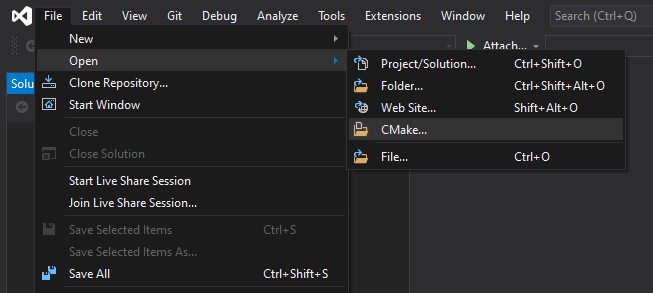 File Edit View Git Debug Analyze Tools Extensions Window Help Search (Ctrl+Q)
New
Attach...
Open
Project/Solution... Ctrl+Shift+O
Solu
Clone Repository...
Folder... Ctrl+Shift+Alt+O
Start Window
Web Site... Shift+Alt+O
Close
CMake...
Close Solution
File... Ctrl+O
Start Live Share Session
Join Live Share Session...
Save Selected Items Ctrl+S
Save Selected Items As...
Save All Ctrl+Shift+S